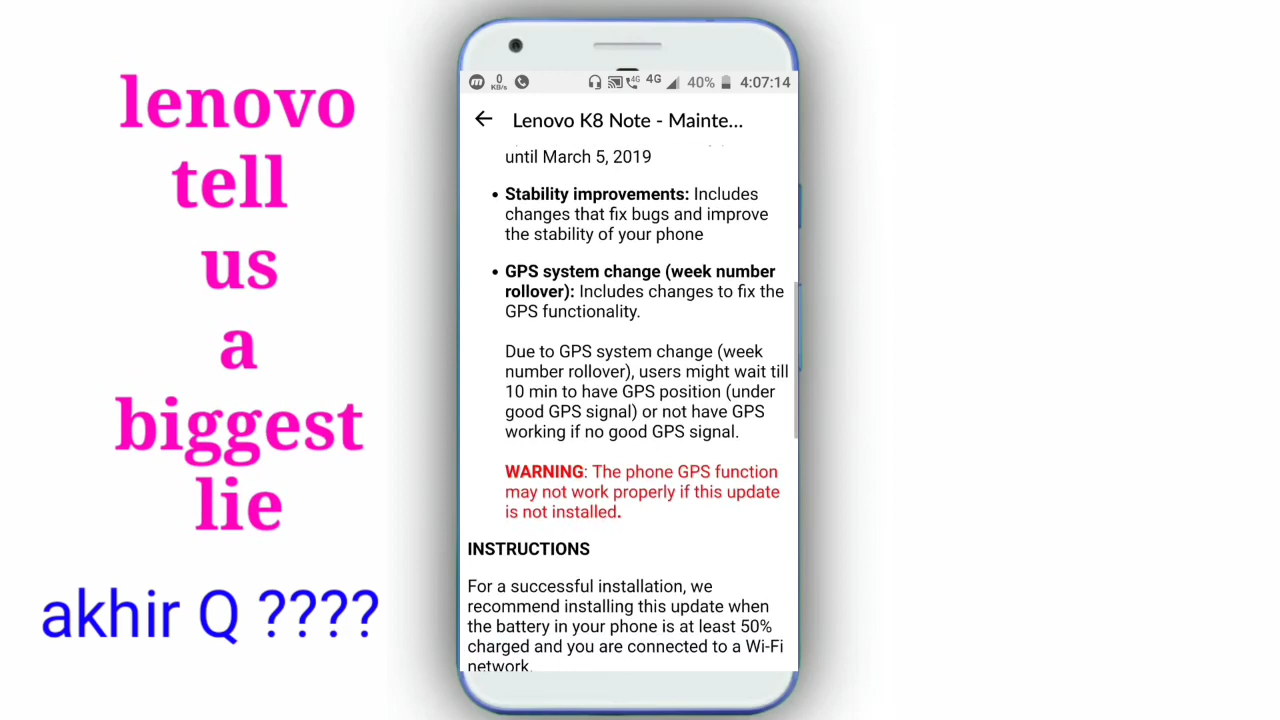 lenovo
tell
us
a
biggest
lie
akhir Q ????
0
KB/s
4G
4G
40%
4:07:14
Lenovo K8 Note - Mainte...
until March 5, 2019
• Stability improvements: Includes
changes that fix bugs and improve
the stability of your phone
• GPS system change (week number
rollover): Includes changes to fix the
GPS functionality.
Due to GPS system change (week
number rollover), users might wait till
10 min to have GPS position (under
good GPS signal) or not have GPS
working if no good GPS signal.
WARNING: The phone GPS function
may not work properly if this update
is not installed.
INSTRUCTIONS
For a successful installation, we
recommend installing this update when
the battery in your phone is at least 50%
charged and you are connected to a Wi-Fi
network.